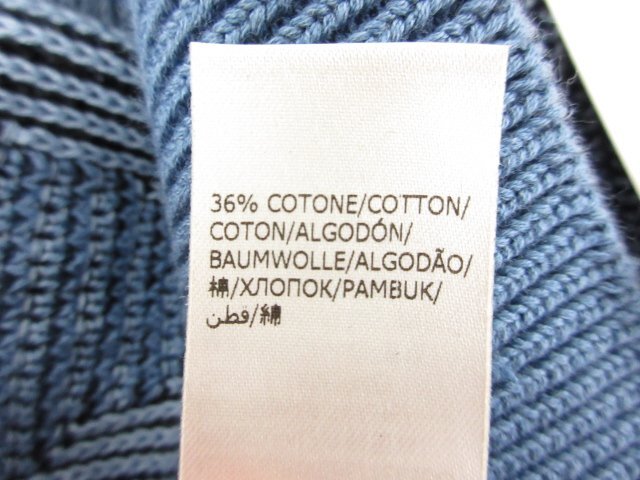 36% COTONE/COTTON/
COTON/ALGODÓN/
BAUMWOLLE/ALGODÃO/
棉/ХЛОПОК/PAMBUK/
قطن/綿